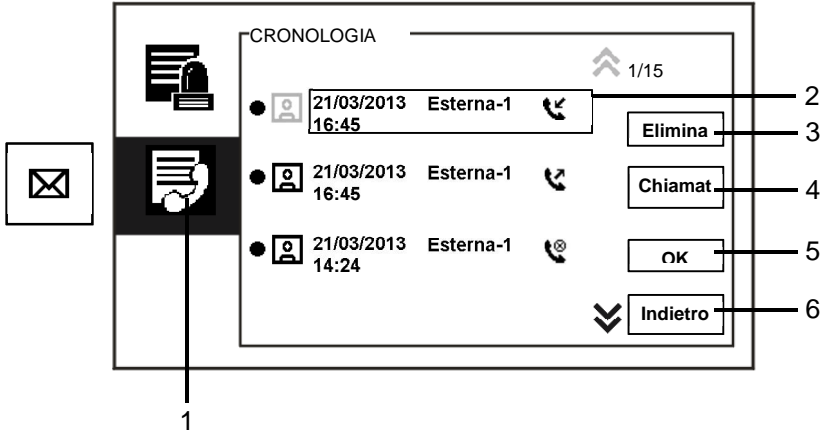 CRONOLOGIA
1/15
21/03/2013 Esterna-1
16:45
2
Elimina
3
21/03/2013 Esterna-1
16:45
Chiamat
4
21/03/2013 Esterna-1
14:24
OK
5
Indietro
6
1